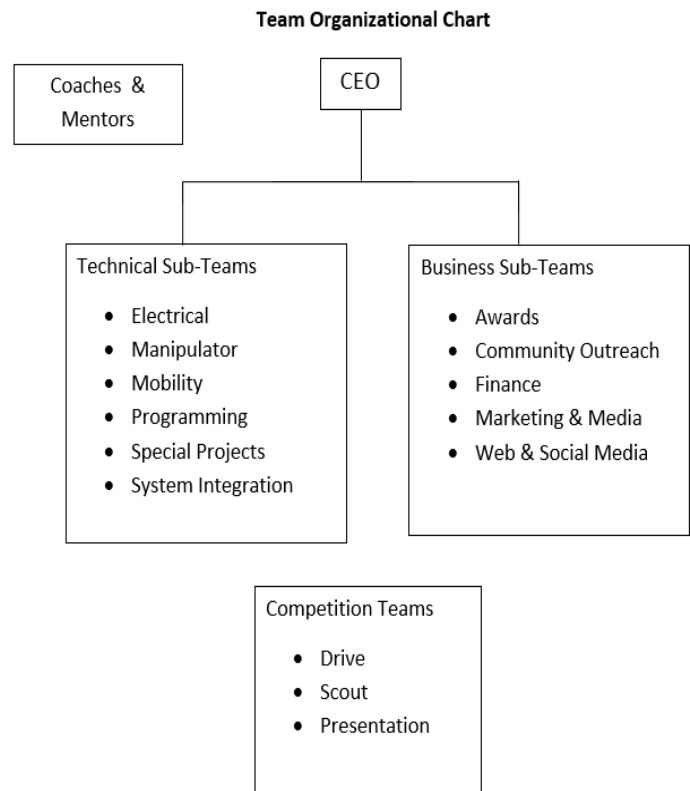 Team Organizational Chart
Coaches &
Mentors
CEO
Technical Sub-Teams
• Electrical
• Manipulator
• Mobility
• Programming
• Special Projects
• System Integration
Business Sub-Teams
• Awards
• Community Outreach
• Finance
• Marketing & Media
• Web & Social Media
Competition Teams
• Drive
• Scout
• Presentation